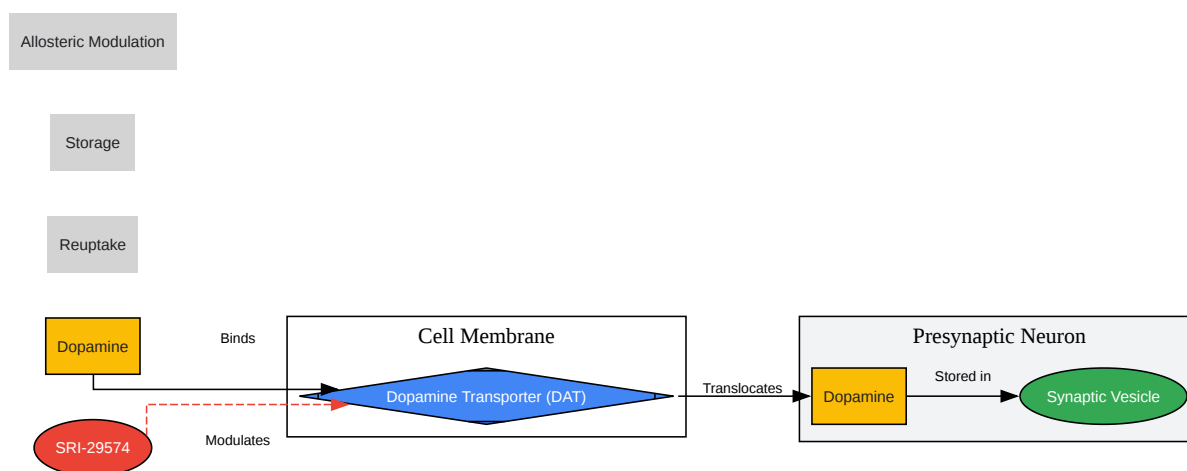 Allosteric Modulation
Storage
Reuptake
Dopamine
Binds
Cell Membrane
Dopamine Transporter (DAT)
Translocates
Presynaptic Neuron
Dopamine
Stored in
Synaptic Vesicle
SRI-29574
Modulates